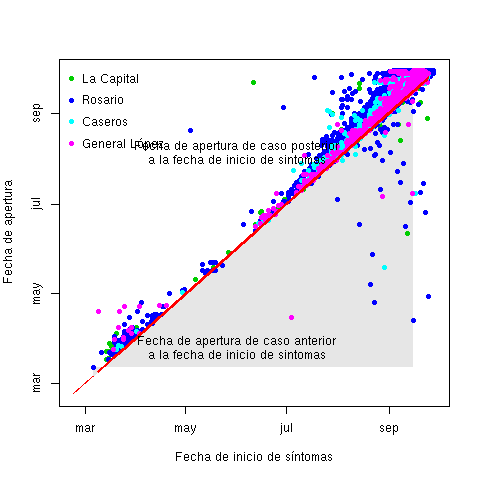 La Capital
Rosario
Caseros
General López
Fecha de apertura de caso posterior
a la fecha de inicio de síntomas
Fecha de apertura de caso anterior
a la fecha de inicio de síntomas
Fecha de apertura
mar
may
jul
sep
mar
may
jul
sep
Fecha de inicio de síntomas